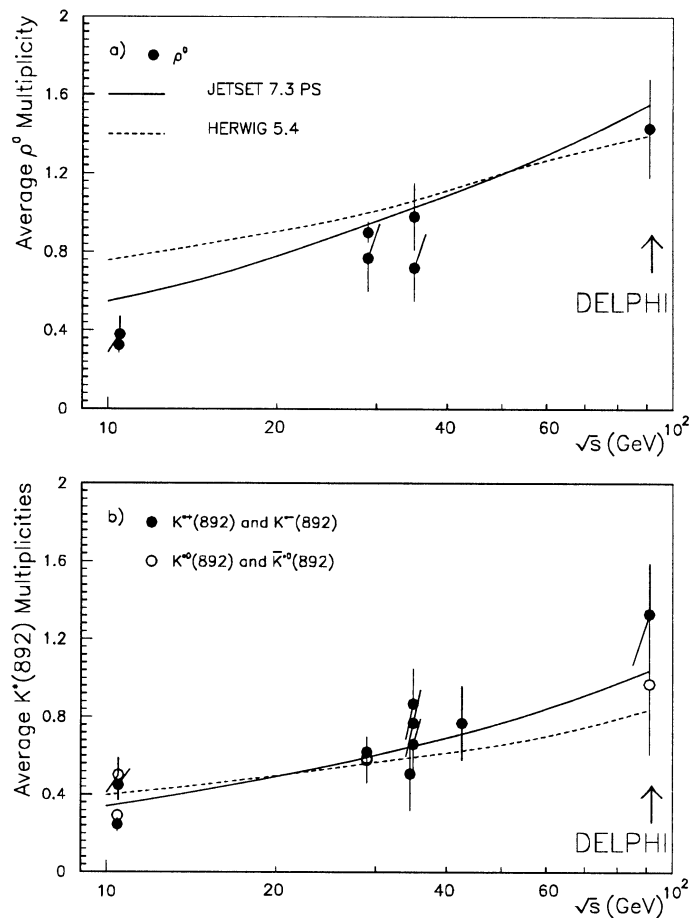 2
a) ● ρ⁰
1.6
JETSET 7.3 PS
HERWIG 5.4
1.2
0.8
DELPHI
0.4
0
10 20 40 60 10²
√s (GeV)
Average ρ⁰ Multiplicity
2
b) ● K*⁺(892) and K*⁻(892)
○ K*⁰(892) and K̅*⁰(892)
1.6
1.2
0.8
0.4
DELPHI
0
10 20 40 60 10²
√s (GeV)
Average K*(892) Multiplicities